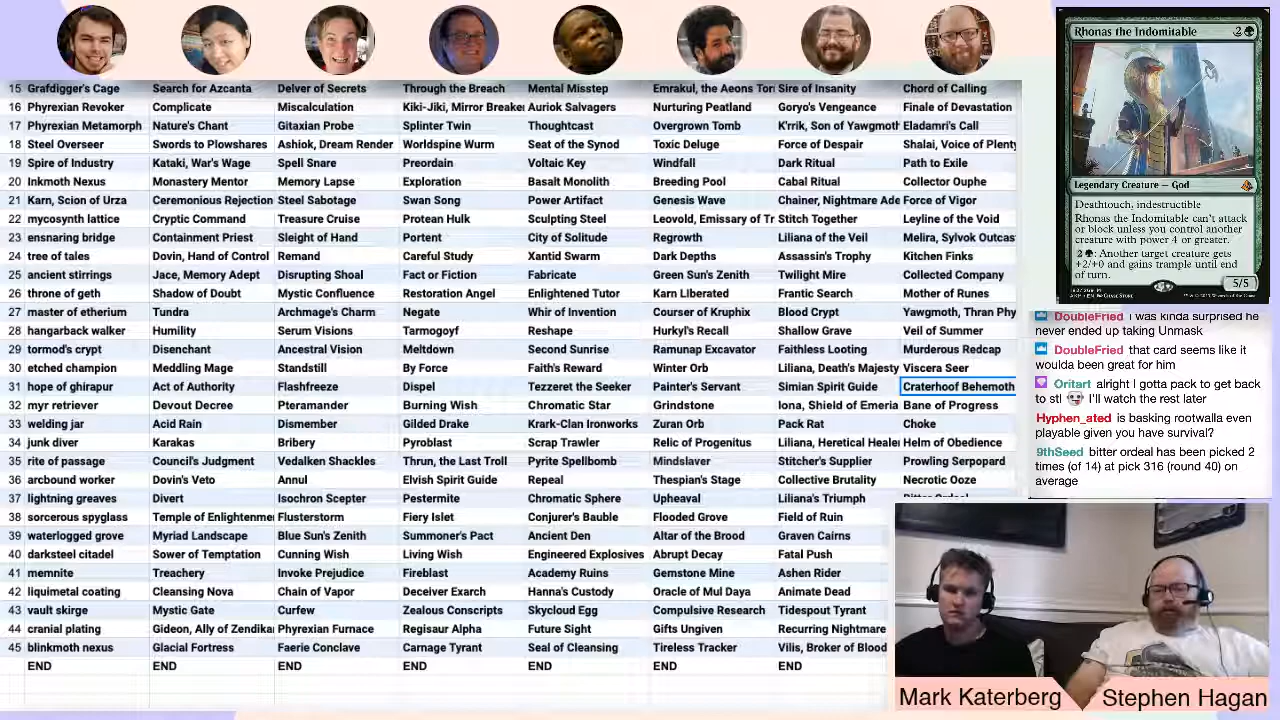 15 Grafdigger's Cage Search for Azcanta Delver of Secrets Through the Breach Mental Misstep Emrakul, the Aeons Tor Sire of Insanity Chord of Calling
16 Phyrexian Revoker Complicate Miscalculation Kiki-Jiki, Mirror Breake Auriok Salvagers Nurturing Peatland Goryo's Vengeance Finale of Devastation
17 Phyrexian Metamorph Nature's Chant Gitaxian Probe Splinter Twin Thoughtcast Overgrown Tomb K'rrik, Son of Yawgmoth Eladamri's Call
18 Steel Overseer Swords to Plowshares Ashiok, Dream Render Worldspine Wurm Seat of the Synod Toxic Deluge Force of Despair Shalai, Voice of Plenty
19 Spire of Industry Kataki, War's Wage Spell Snare Preordain Voltaic Key Windfall Dark Ritual Path to Exile
20 Inkmoth Nexus Monastery Mentor Memory Lapse Exploration Basalt Monolith Breeding Pool Cabal Ritual Collector Ouphe
21 Karn, Scion of Urza Ceremonious Rejection Steel Sabotage Swan Song Power Artifact Genesis Wave Chainer, Nightmare Ade Force of Vigor
22 mycosynth lattice Cryptic Command Treasure Cruise Protean Hulk Sculpting Steel Leovold, Emissary of Tr Stitch Together Leyline of the Void
23 ensnaring bridge Containment Priest Sleight of Hand Portent City of Solitude Regrowth Liliana of the Veil Melira, Sylvok Outcas
24 tree of tales Dovin, Hand of Control Remand Careful Study Xantid Swarm Dark Depths Assassin's Trophy Kitchen Finks
25 ancient stirrings Jace, Memory Adept Disrupting Shoal Fact or Fiction Fabricate Green Sun's Zenith Twilight Mire Collected Company
26 throne of geth Shadow of Doubt Mystic Confluence Restoration Angel Enlightened Tutor Karn Liberated Frantic Search Mother of Runes
27 master of etherium Tundra Archmage's Charm Negate Whir of Invention Courser of Kruphix Blood Crypt Yawgmoth, Thran Phy
28 hangarback walker Humility Serum Visions Tarmogoyf Reshape Hurkyl's Recall Shallow Grave Veil of Summer
29 tormod's crypt Disenchant Ancestral Vision Meltdown Second Sunrise Ramunap Excavator Faithless Looting Murderous Redcap
30 etched champion Meddling Mage Standstill By Force Faith's Reward Winter Orb Liliana, Death's Majesty Viscera Seer
31 hope of ghirapur Act of Authority Flashfreeze Dispel Tezzeret the Seeker Painter's Servant Simian Spirit Guide Craterhoof Behemoth
32 myr retriever Devout Decree Pteramander Burning Wish Chromatic Star Grindstone Iona, Shield of Emeria Bane of Progress
33 welding jar Acid Rain Dismember Gilded Drake Krark-Clan Ironworks Zuran Orb Pack Rat Choke
34 junk diver Karakas Bribery Pyroblast Scrap Trawler Relic of Progenitus Liliana, Heretical Healer Helm of Obedience
35 rite of passage Council's Judgment Vedalken Shackles Thrun, the Last Troll Pyrite Spellbomb Mindslaver Stitcher's Supplier Prowling Serpopard
36 arcbound worker Dovin's Veto Annul Elvish Spirit Guide Repeal Thespian's Stage Collective Brutality Necrotic Ooze
37 lightning greaves Divert Isochron Scepter Pestermite Chromatic Sphere Upheaval Liliana's Triumph Bitter Ordeal
38 sorcerous spyglass Temple of Enlightenme Flusterstorm Fiery Islet Conjurer's Bauble Flooded Grove Field of Ruin
39 waterlogged grove Myriad Landscape Blue Sun's Zenith Summoner's Pact Ancient Den Altar of the Brood Graven Cairns
40 darksteel citadel Sower of Temptation Cunning Wish Living Wish Engineered Explosives Abrupt Decay Fatal Push
41 memnite Treachery Invoke Prejudice Fireblast Academy Ruins Gemstone Mine Ashen Rider
42 liquimetal coating Cleansing Nova Chain of Vapor Deceiver Exarch Hanna's Custody Oracle of Mul Daya Animate Dead
43 vault skirge Mystic Gate Curfew Zealous Conscripts Skycloud Egg Compulsive Research Tidespout Tyrant
44 cranial plating Gideon, Ally of Zendika Phyrexian Furnace Regisaur Alpha Future Sight Gifts Ungiven Recurring Nightmare
45 blinkmoth nexus Glacial Fortress Faerie Conclave Carnage Tyrant Seal of Cleansing Tireless Tracker Vilis, Broker of Blood
END END END END END END END
Rhonas the Indomitable 2
Legendary Creature — God
Deathtouch, indestructible
Rhonas the Indomitable can't attack
or block unless you control another
creature with power 4 or greater.
2 : Another target creature gets
+2/+0 and gains trample until end
of turn.
5/5
DoubleFried I was kinda surprised he
never ended up taking Unmask
DoubleFried that card seems like it
woulda been great for him
Oritart alright I gotta pack to get back
to stl I'll watch the rest later
Hyphen_ated is basking rootwalla even
playable given you have survival?
9thSeed bitter ordeal has been picked 2
times (of 14) at pick 316 (round 40) on
average
Mark Katerberg
Stephen Hagan